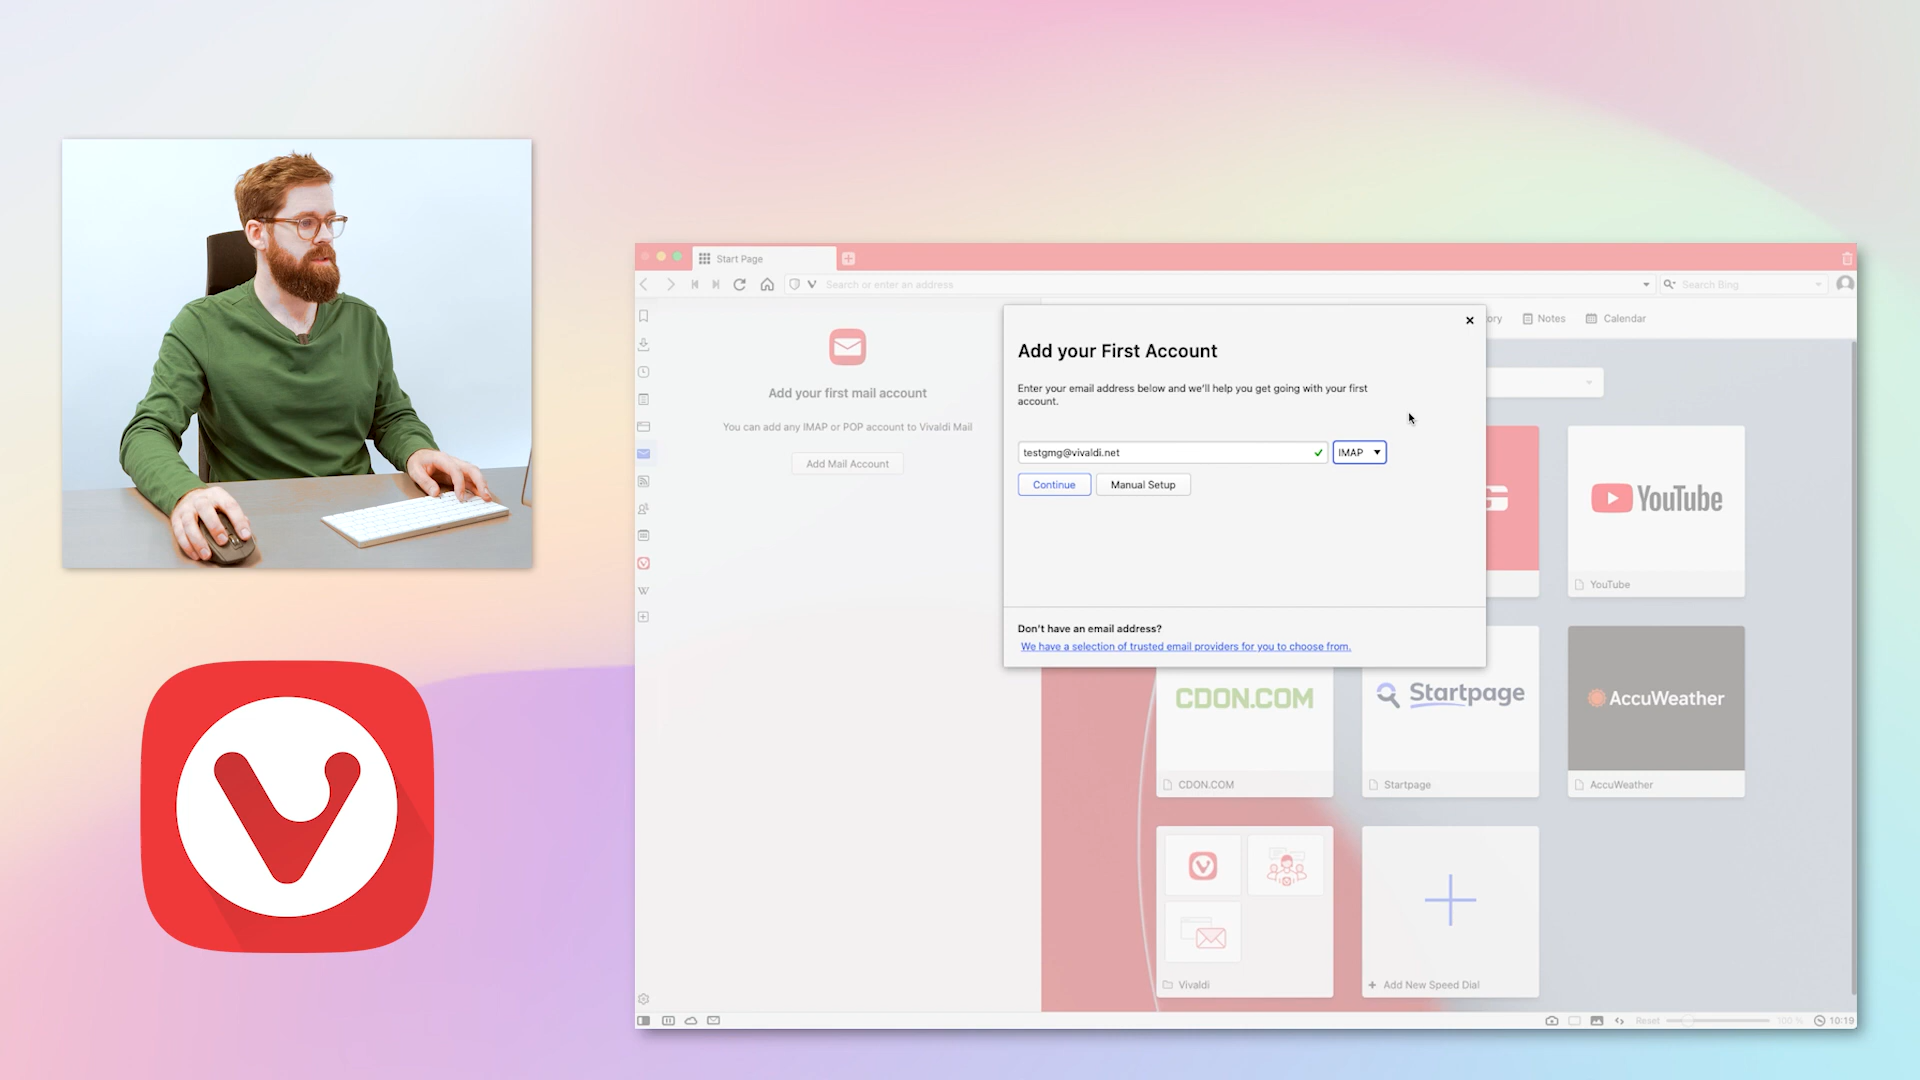 Start Page
Search or enter an address
Search Bing
Add your first mail account
You can add any IMAP or POP account to Vivaldi Mail
Add Mail Account
Add your First Account
Enter your email address below and we'll help you get going with your first
account.
testgmg@vivaldi.net
IMAP
Continue
Manual Setup
Don't have an email address?
We have a selection of trusted email providers for you to choose from.
ory
Notes
Calendar
YouTube
YouTube
CDON.COM
Startpage
AccuWeather
CDON.COM
Startpage
AccuWeather
Vivaldi
Add New Speed Dial
Reset
100 %
10:19